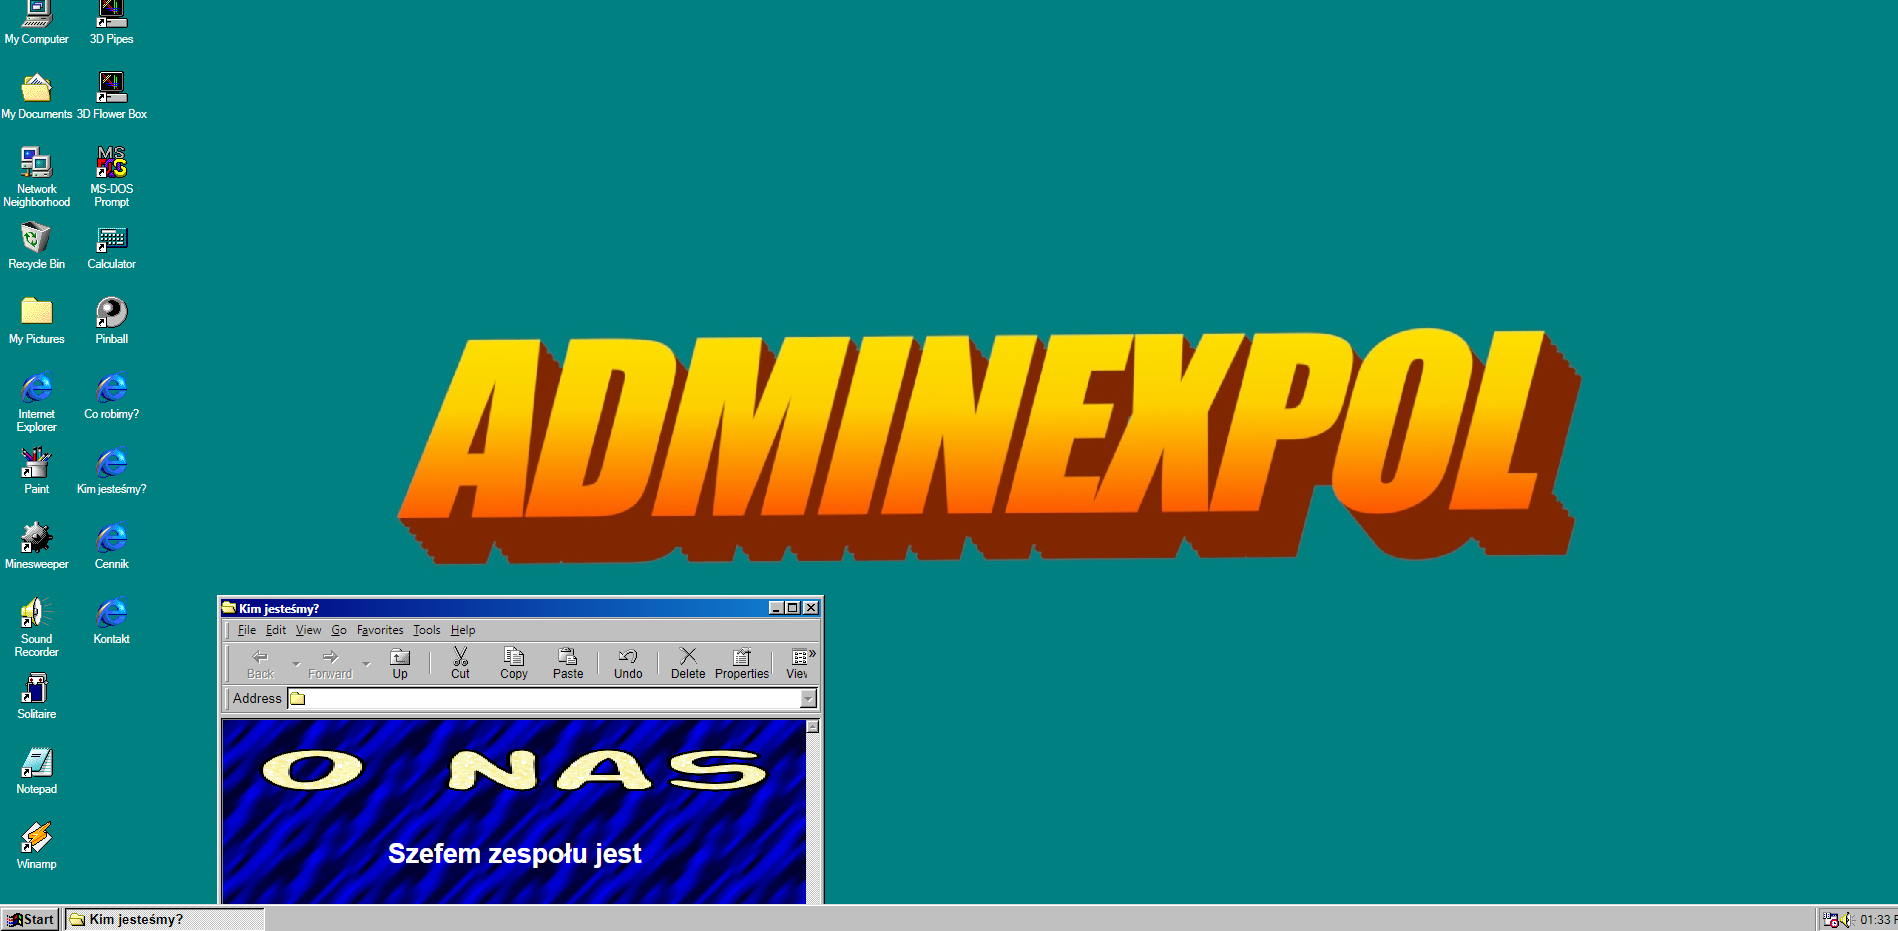 My Computer
3D Pipes
My Documents
3D Flower Box
Network
Neighborhood
MS-DOS
Prompt
Recycle Bin
Calculator
My Pictures
Pinball
Internet
Explorer
Co robimy?
Paint
Kim jesteśmy?
Minesweeper
Cennik
Sound
Recorder
Kontakt
Solitaire
Notepad
Winamp
ADMINEXPOL
Kim jesteśmy?
File Edit View Go Favorites Tools Help
Back Forward Up Cut Copy Paste Undo Delete Properties View
Address
O NAS
Szefem zespołu jest
Start
Kim jesteśmy?
01:33